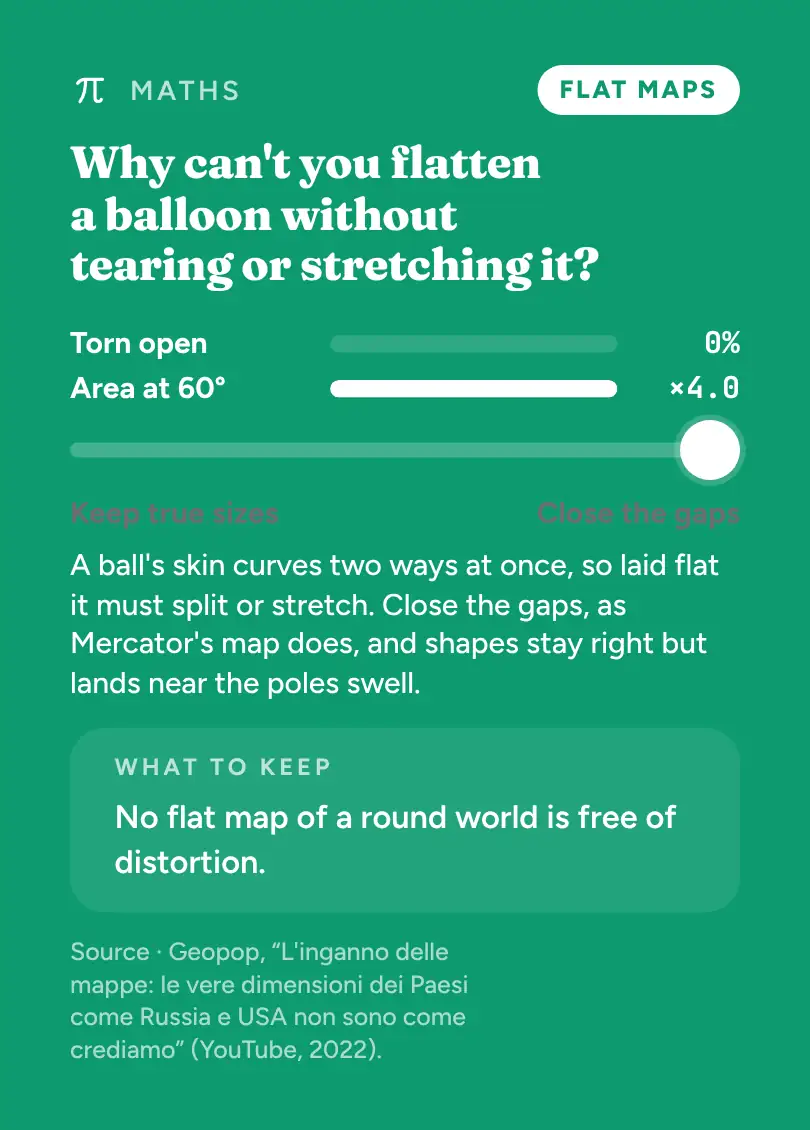 π MATHS
FLAT MAPS
Why can't you flatten
a balloon without
tearing or stretching it?
Torn open 0%
Area at 60° ×4.0
Keep true sizes Close the gaps
A ball's skin curves two ways at once, so laid flat
it must split or stretch. Close the gaps, as
Mercator's map does, and shapes stay right but
lands near the poles swell.
WHAT TO KEEP
No flat map of a round world is free of
distortion.
Source · Geopop, “L'inganno delle
mappe: le vere dimensioni dei Paesi
come Russia e USA non sono come
crediamo” (YouTube, 2022).